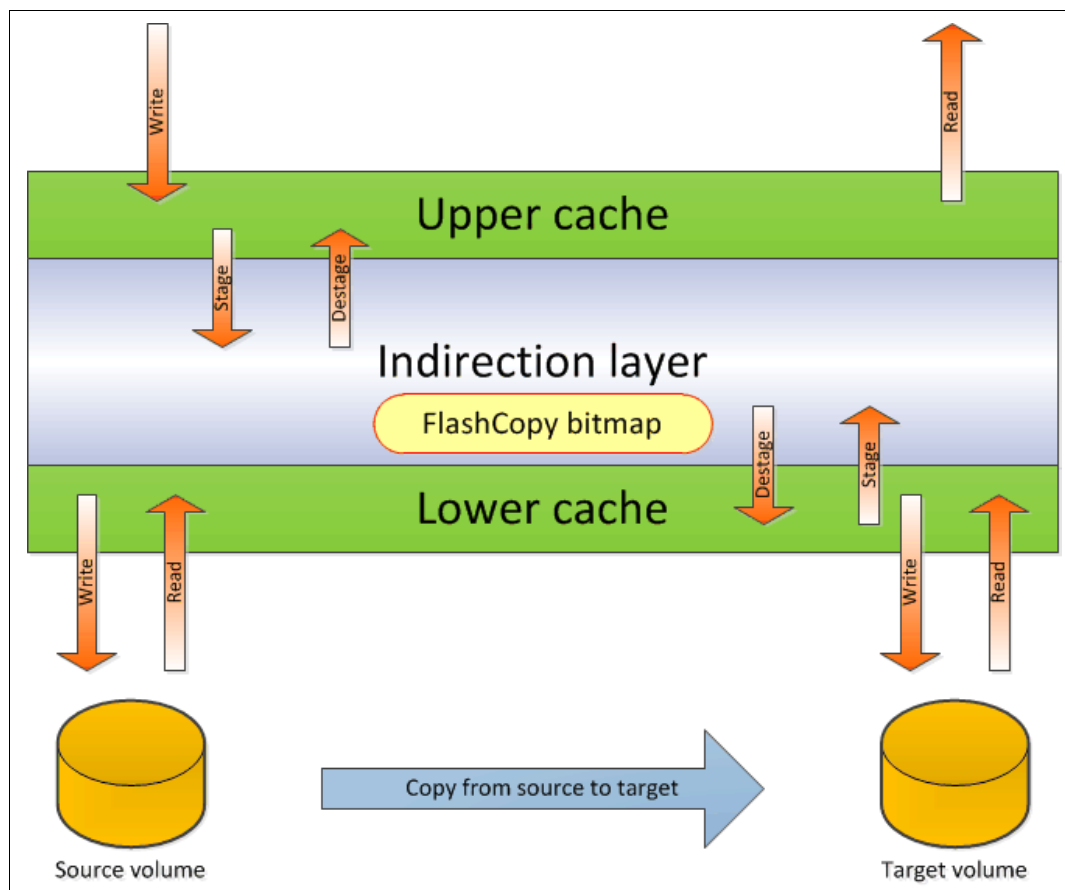 Write
Read
Upper cache
Stage
Destage
Indirection layer
FlashCopy bitmap
Destage
Stage
Lower cache
Write
Read
Write
Read
Copy from source to target
Source volume
Target volume